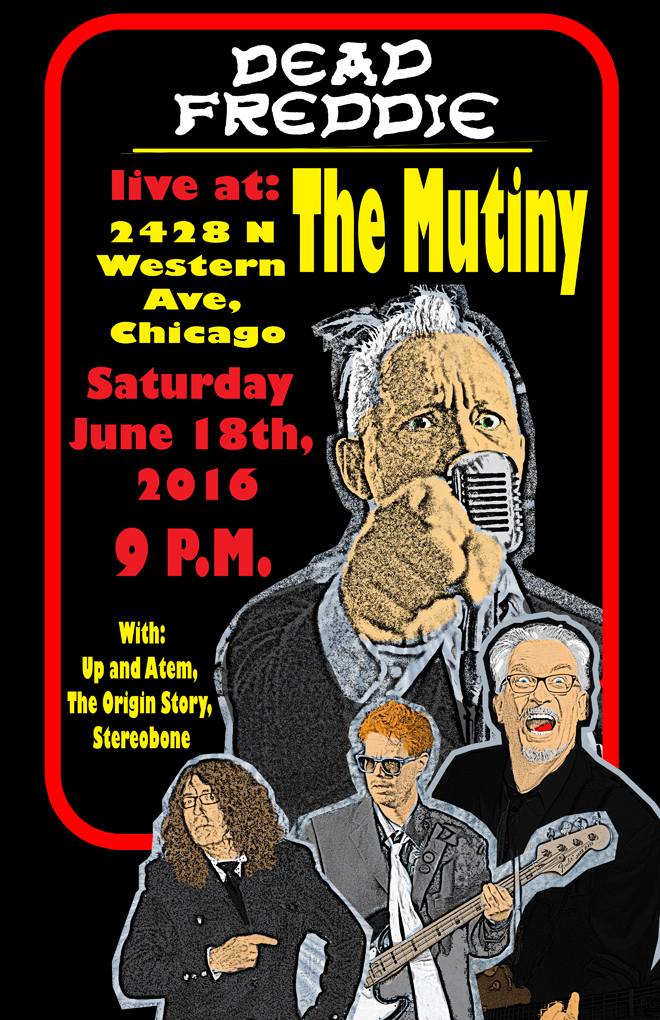 DEAD
FREDDIE
live at:
The Mutiny
2428 N
Western
Ave,
Chicago
Saturday
June 18th,
2016
9 P.M.
With:
Up and Atem,
The Origin Story,
Stereobone